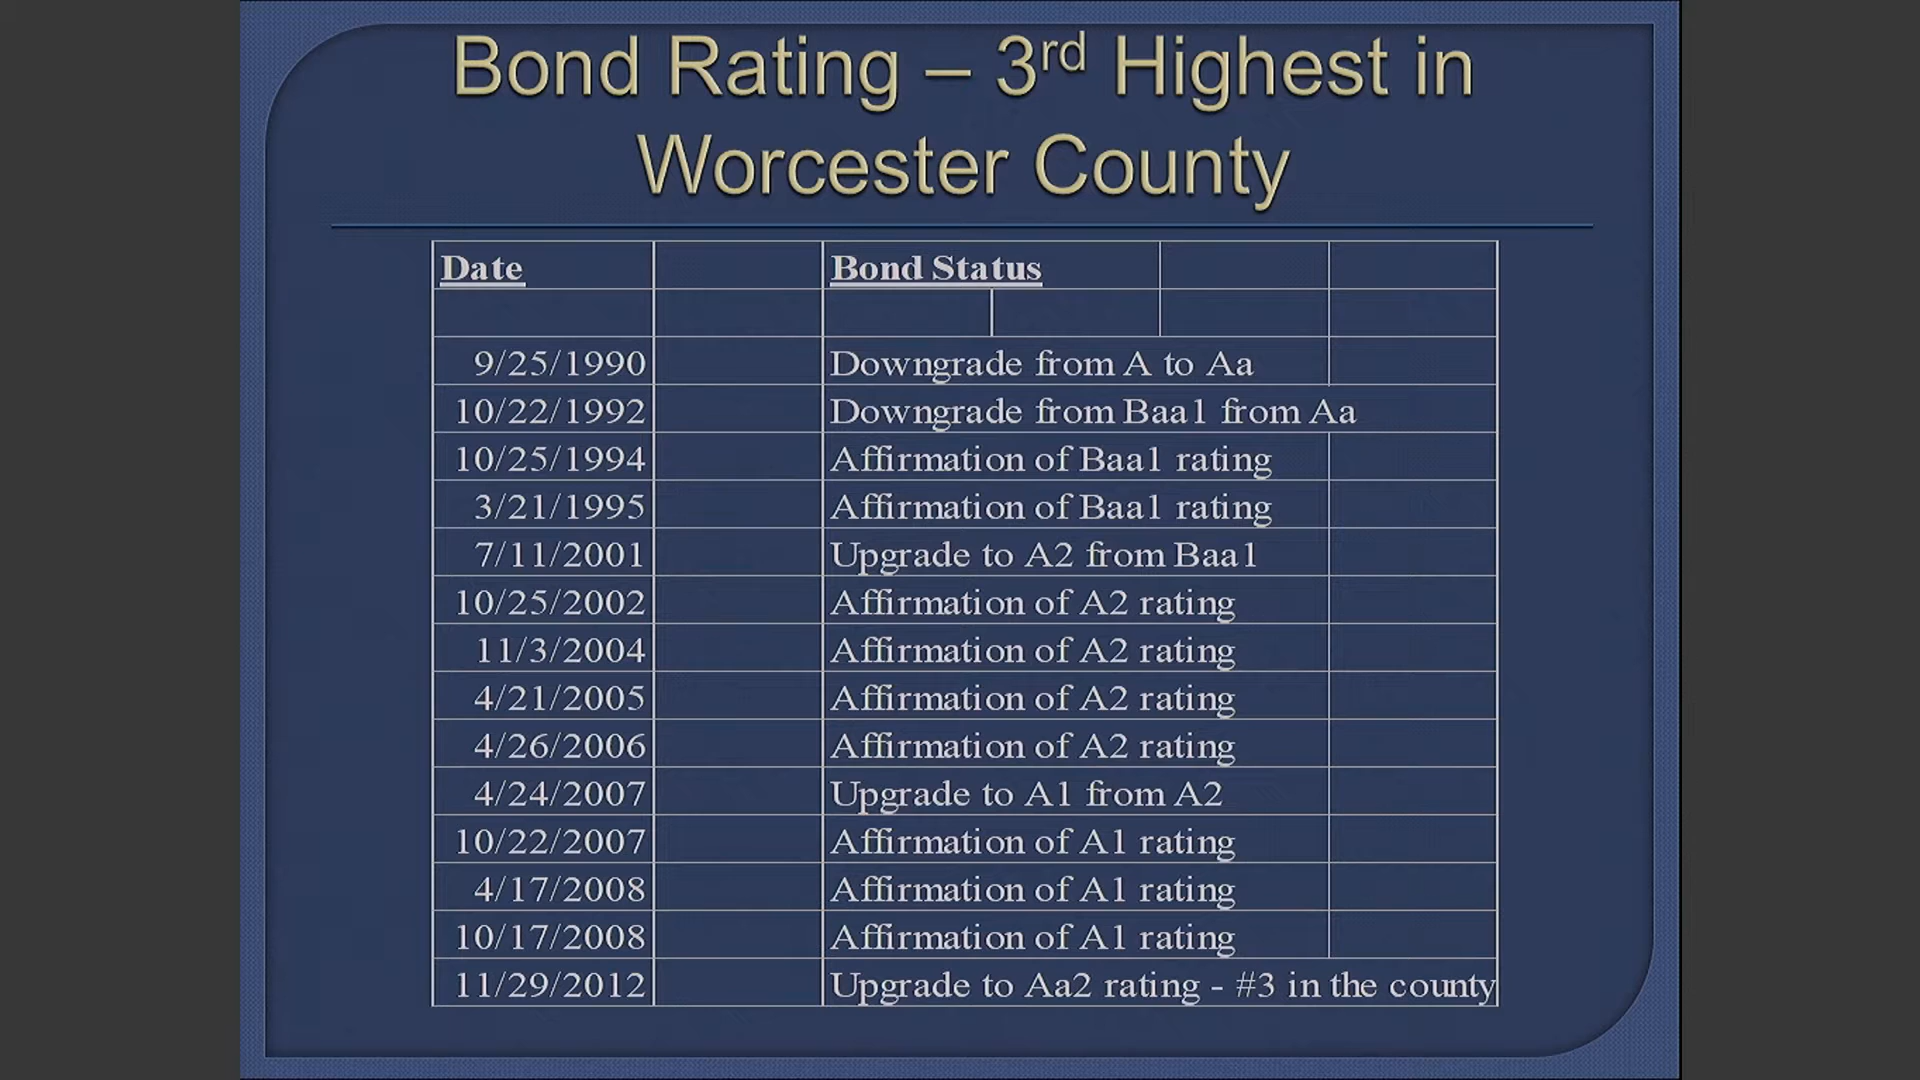 Bond Rating – 3rd Highest in
Worcester County
Date Bond Status
9/25/1990 Downgrade from A to Aa
10/22/1992 Downgrade from Baa1 from Aa
10/25/1994 Affirmation of Baa1 rating
3/21/1995 Affirmation of Baa1 rating
7/11/2001 Upgrade to A2 from Baa1
10/25/2002 Affirmation of A2 rating
11/3/2004 Affirmation of A2 rating
4/21/2005 Affirmation of A2 rating
4/26/2006 Affirmation of A2 rating
4/24/2007 Upgrade to A1 from A2
10/22/2007 Affirmation of A1 rating
4/17/2008 Affirmation of A1 rating
10/17/2008 Affirmation of A1 rating
11/29/2012 Upgrade to Aa2 rating - #3 in the county